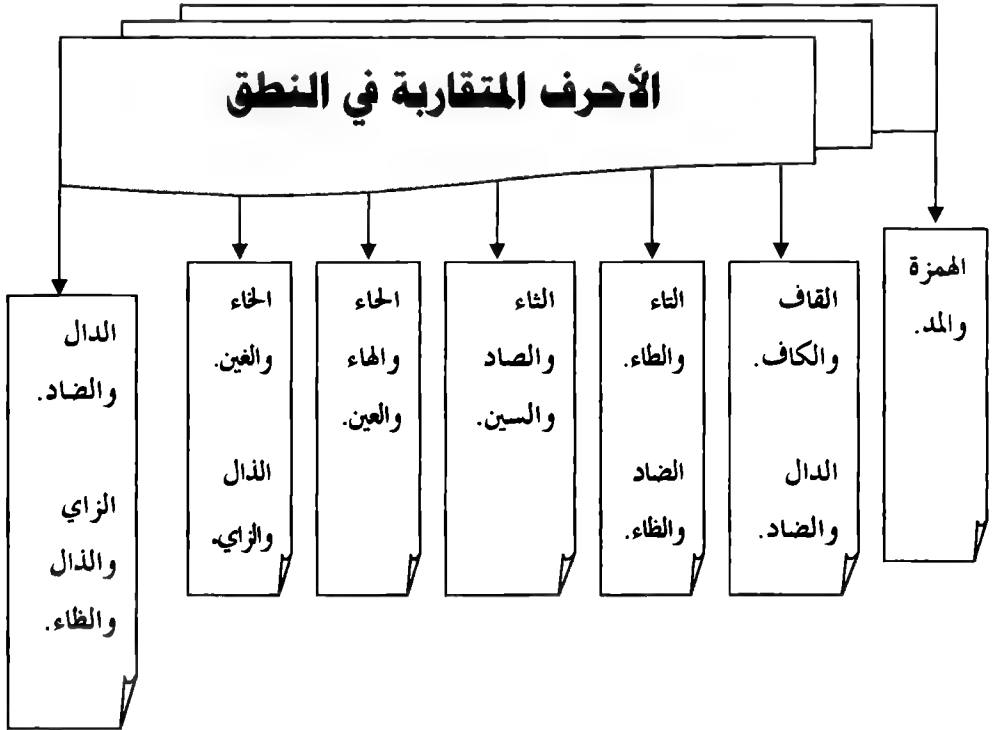 الأحرف المتقاربة في النطق
الهمزة
والمد.
القاف
والكاف.
الدال
والضاد.
التاء
والطاء.
الضاد
والظاء.
الثاء
والصاد
والسين.
الحاء
والهاء
والعين.
الخاء
والغين.
الذال
والزاي.
الدال
والضاد.
الزاي
والذال
والظاء.